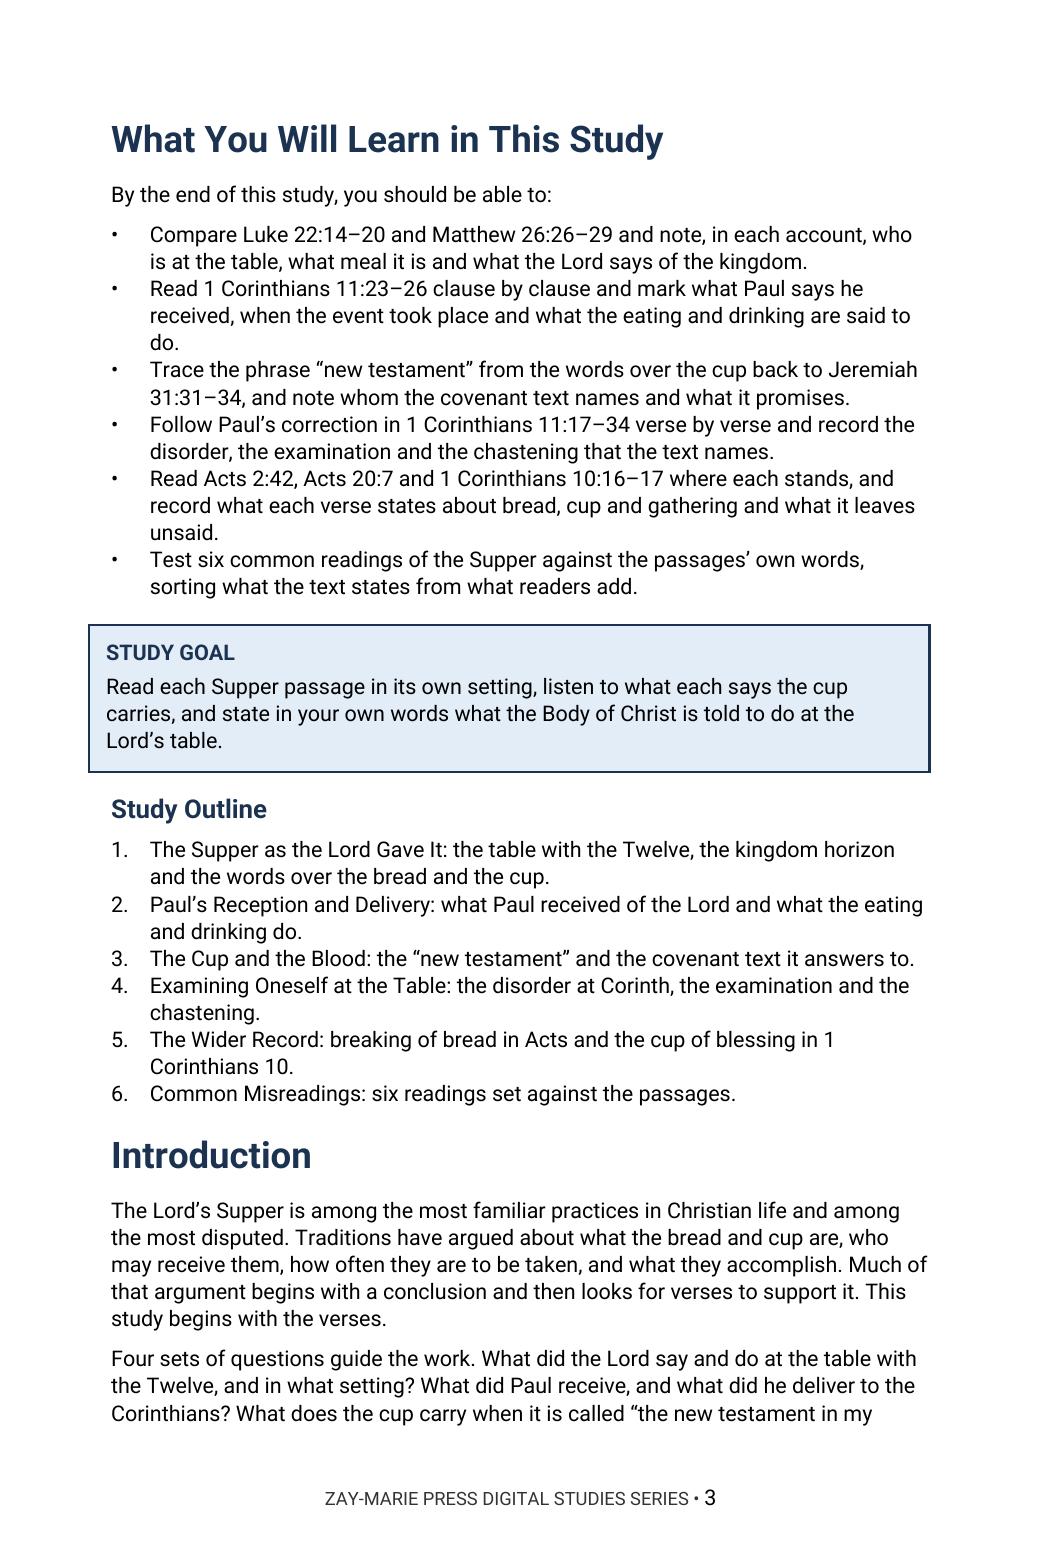 What You Will Learn in This Study
By the end of this study, you should be able to:
• Compare Luke 22:14–20 and Matthew 26:26–29 and note, in each account, who
is at the table, what meal it is and what the Lord says of the kingdom.
• Read 1 Corinthians 11:23–26 clause by clause and mark what Paul says he
received, when the event took place and what the eating and drinking are said to
do.
• Trace the phrase “new testament” from the words over the cup back to Jeremiah
31:31–34, and note whom the covenant text names and what it promises.
• Follow Paul’s correction in 1 Corinthians 11:17–34 verse by verse and record the
disorder, the examination and the chastening that the text names.
• Read Acts 2:42, Acts 20:7 and 1 Corinthians 10:16–17 where each stands, and
record what each verse states about bread, cup and gathering and what it leaves
unsaid.
• Test six common readings of the Supper against the passages’ own words,
sorting what the text states from what readers add.
STUDY GOAL
Read each Supper passage in its own setting, listen to what each says the cup
carries, and state in your own words what the Body of Christ is told to do at the
Lord’s table.
Study Outline
1. The Supper as the Lord Gave It: the table with the Twelve, the kingdom horizon
and the words over the bread and the cup.
2. Paul’s Reception and Delivery: what Paul received of the Lord and what the eating
and drinking do.
3. The Cup and the Blood: the “new testament” and the covenant text it answers to.
4. Examining Oneself at the Table: the disorder at Corinth, the examination and the
chastening.
5. The Wider Record: breaking of bread in Acts and the cup of blessing in 1
Corinthians 10.
6. Common Misreadings: six readings set against the passages.
Introduction
The Lord’s Supper is among the most familiar practices in Christian life and among
the most disputed. Traditions have argued about what the bread and cup are, who
may receive them, how often they are to be taken, and what they accomplish. Much of
that argument begins with a conclusion and then looks for verses to support it. This
study begins with the verses.
Four sets of questions guide the work. What did the Lord say and do at the table with
the Twelve, and in what setting? What did Paul receive, and what did he deliver to the
Corinthians? What does the cup carry when it is called “the new testament in my
ZAY-MARIE PRESS DIGITAL STUDIES SERIES • 3